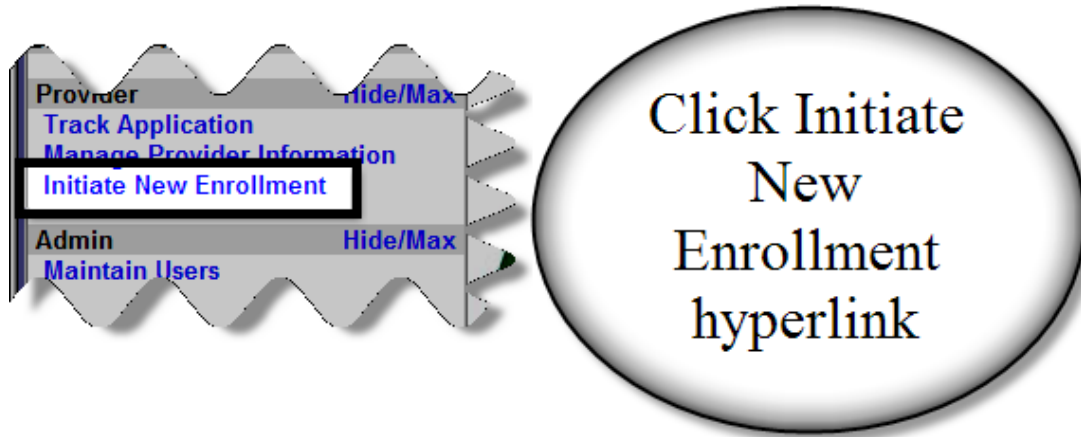 Provider Hide/Max
Track Application
Manage Provider Information
Initiate New Enrollment
Admin Hide/Max
Maintain Users
Click Initiate
New
Enrollment
hyperlink